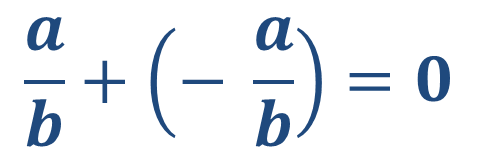 a/b + (− a/b) = 0